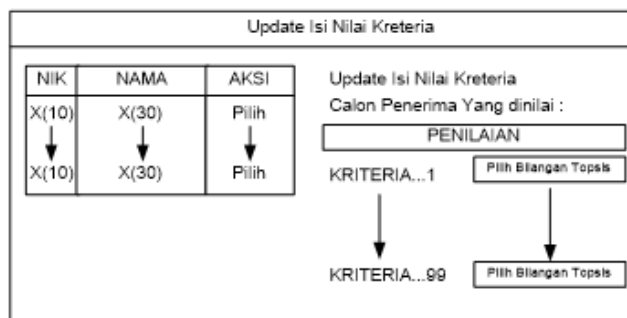 Update Isi Nilai Kreteria
NIK NAMA AKSI
X(10) X(30) Pilih
X(10) X(30) Pilih
Update Isi Nilai Kreteria
Calon Penerima Yang dinilai :
PENILAIAN
KRITERIA...1 Pilih Bilangan Topsis
KRITERIA...99 Pilih Bilangan Topsis